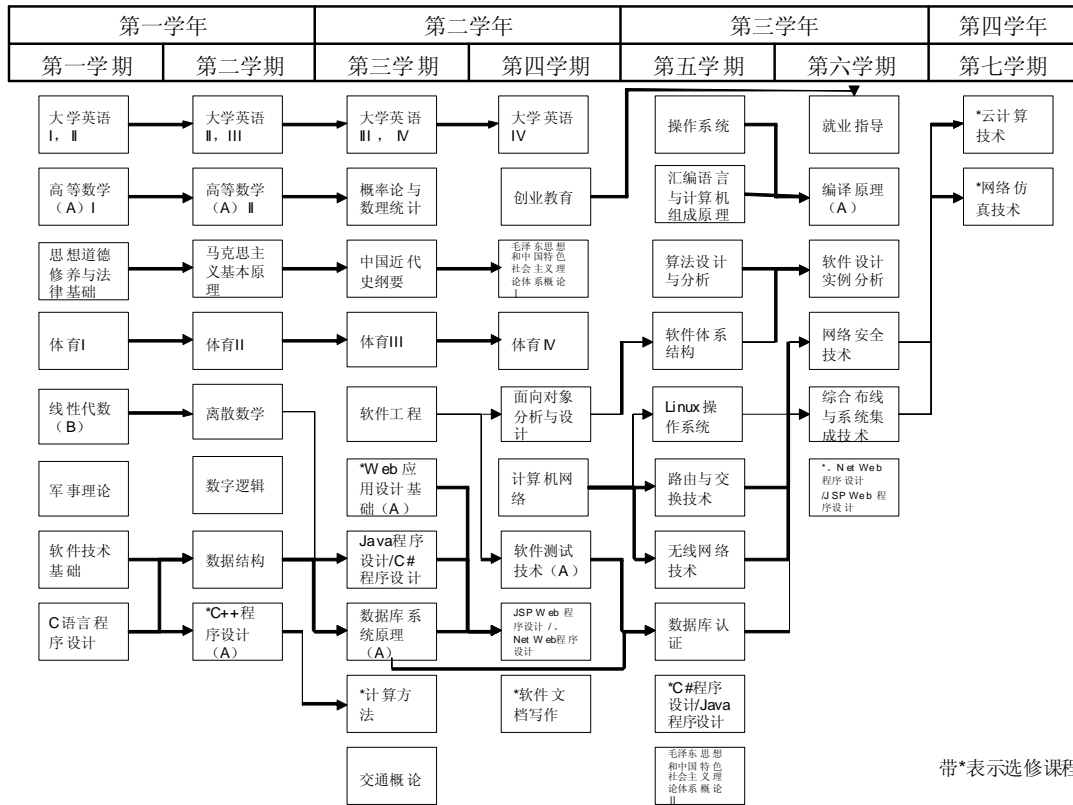 第一学年
第二学年
第三学年
第四学年
第一学期
第二学期
第三学期
第四学期
第五学期
第六学期
第七学期
大学英语
I，II
大学英语
II，III
大学英语
III，IV
大学英语
IV
操作系统
就业指导
*云计算
技术
高等数学
（A）I
高等数学
（A）II
概率论与
数理统计
创业教育
汇编语言
与计算机
组成原理
编译原理
（A）
*网络仿
真技术
思想道德
修养与法
律基础
马克思主
义基本原
理
中国近代
史纲要
毛泽东思想
和中国特色
社会主义理
论体系概论
I
算法设计
与分析
软件设计
实例分析
体育I
体育II
体育III
体育IV
软件体系
结构
网络安全
技术
线性代数
（B）
离散数学
软件工程
面向对象
分析与设
计
Linux操
作系统
综合布线
与系统集
成技术
军事理论
数字逻辑
*Web应
用设计基
础（A）
计算机网
络
路由与交
换技术
*。Net Web
程序设计
/JSP Web 程
序设计
软件技术
基础
数据结构
Java程序
设计/C#
程序设计
软件测试
技术（A）
无线网络
技术
C语言程
序设计
*C++程
序设计
（A）
数据库系
统原理
（A）
JSP Web 程
序设计/。
Net Web程序
设计
数据库认
证
*计算方
法
*软件文
档写作
*C#程序
设计/Java
程序设计
交通概论
毛泽东思想
和中国特色
社会主义理
论体系概论
II
带*表示选修课程